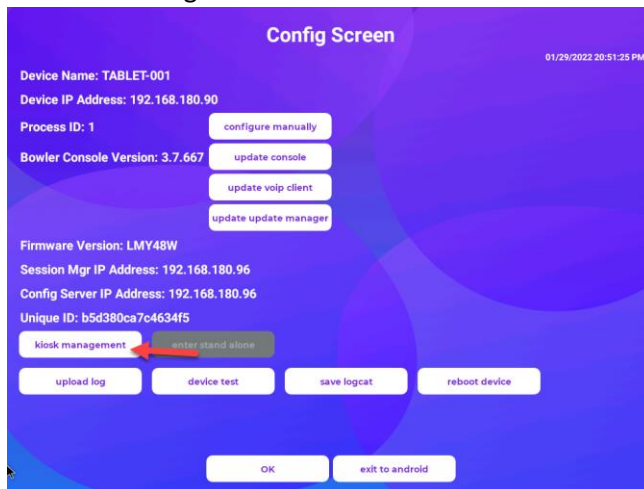 Config Screen
01/29/2022 20:51:25 PM
Device Name: TABLET-001
Device IP Address: 192.168.180.90
Process ID: 1
configure manually
Bowler Console Version: 3.7.667
update console
update voip client
update update manager
Firmware Version: LMY48W
Session Mgr IP Address: 192.168.180.96
Config Server IP Address: 192.168.180.96
Unique ID: b5d380ca7c4634f5
kiosk management
enter stand alone
upload log
device test
save logcat
reboot device
OK
exit to android